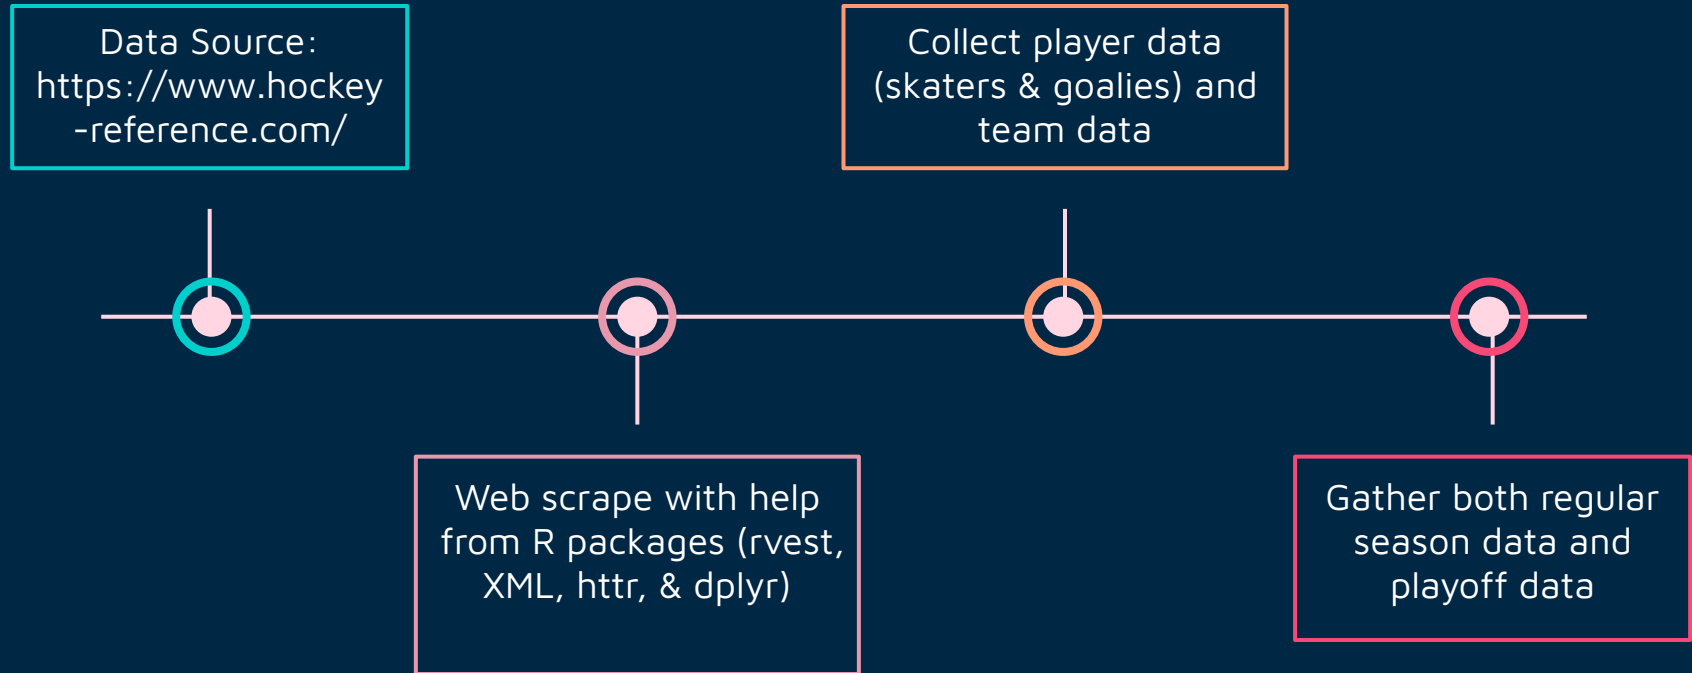 Data Source:
https://www.hockey
-reference.com/
Web scrape with help
from R packages (rvest,
XML, httr, & dplyr)
Collect player data
(skaters & goalies) and
team data
Gather both regular
season data and
playoff data